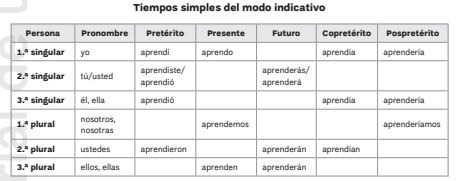 Tiempos simples del modo indicativo
Persona Pronombre Pretérito Presente Futuro Copretérito Pospretérito
1.ª singular yo aprendí aprendo aprendía aprendería
2.ª singular tú/usted aprendiste/ aprendió aprenderás/ aprenderá
3.ª singular él, ella aprendió aprendía aprendería
1.ª plural nosotros, nosotras aprendemos aprenderíamos
2.ª plural ustedes aprendieron aprenderán aprendían
3.ª plural ellos, ellas aprenden aprenderán